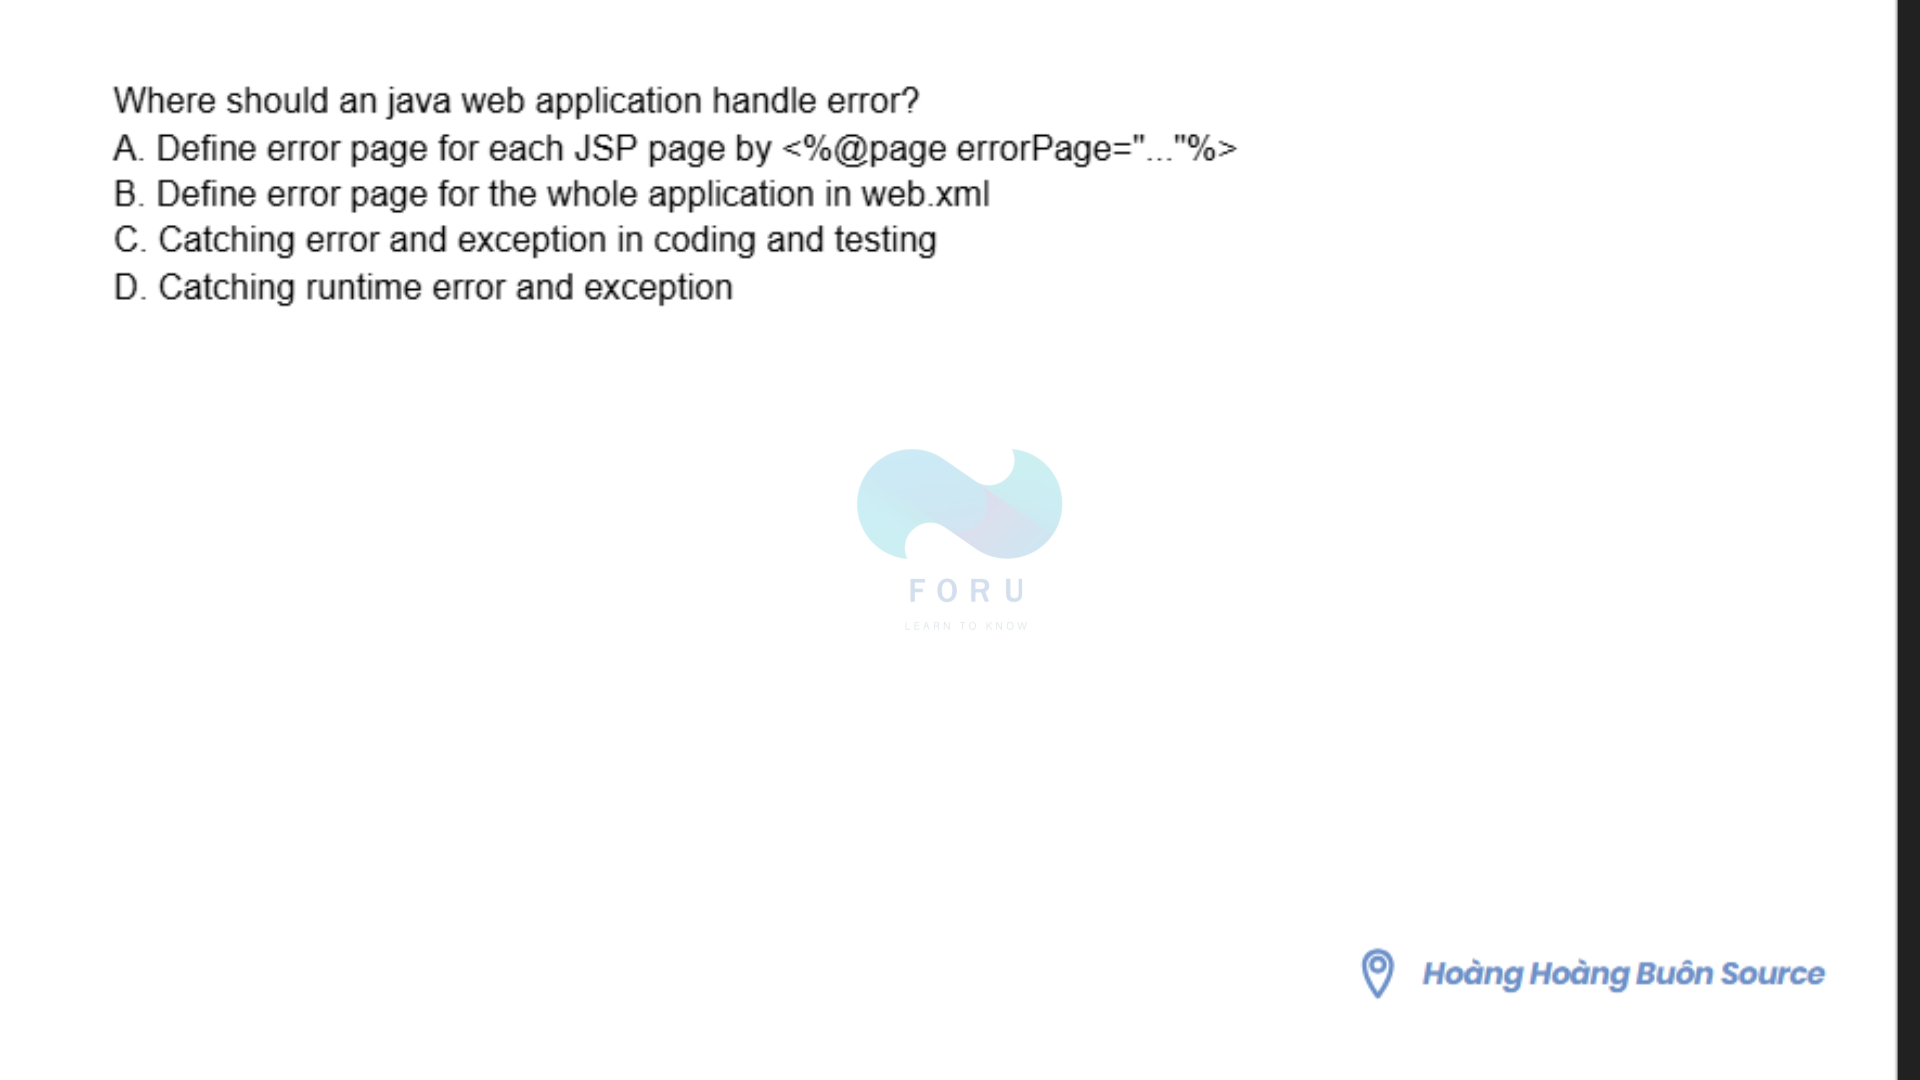 Where should an java web application handle error?
A. Define error page for each JSP page by <%@page errorPage="..."%>
B. Define error page for the whole application in web.xml
C. Catching error and exception in coding and testing
D. Catching runtime error and exception
FORU
LEARN TO KNOW
Hoàng Hoàng Buôn Source